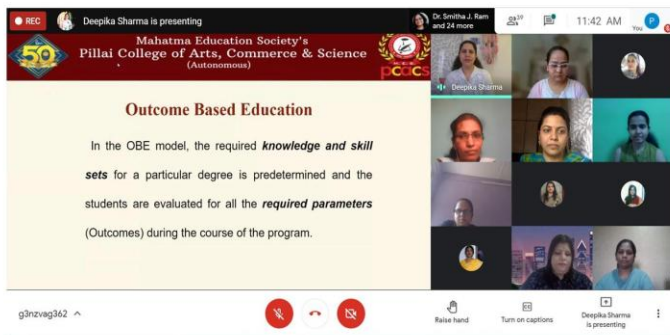 REC
Deepika Sharma is presenting
Dr. Smitha J. Ram
and 24 more
39
11:42 AM
You
P
50
Mahatma Education Society's
Pillai College of Arts, Commerce & Science
(Autonomous)
pcacs
Deepika Sharma
Outcome Based Education
In the OBE model, the required knowledge and skill
sets for a particular degree is predetermined and the
students are evaluated for all the required parameters
(Outcomes) during the course of the program.
g3nzvag362
Raise hand
Turn on captions
Deepika Sharma
is presenting